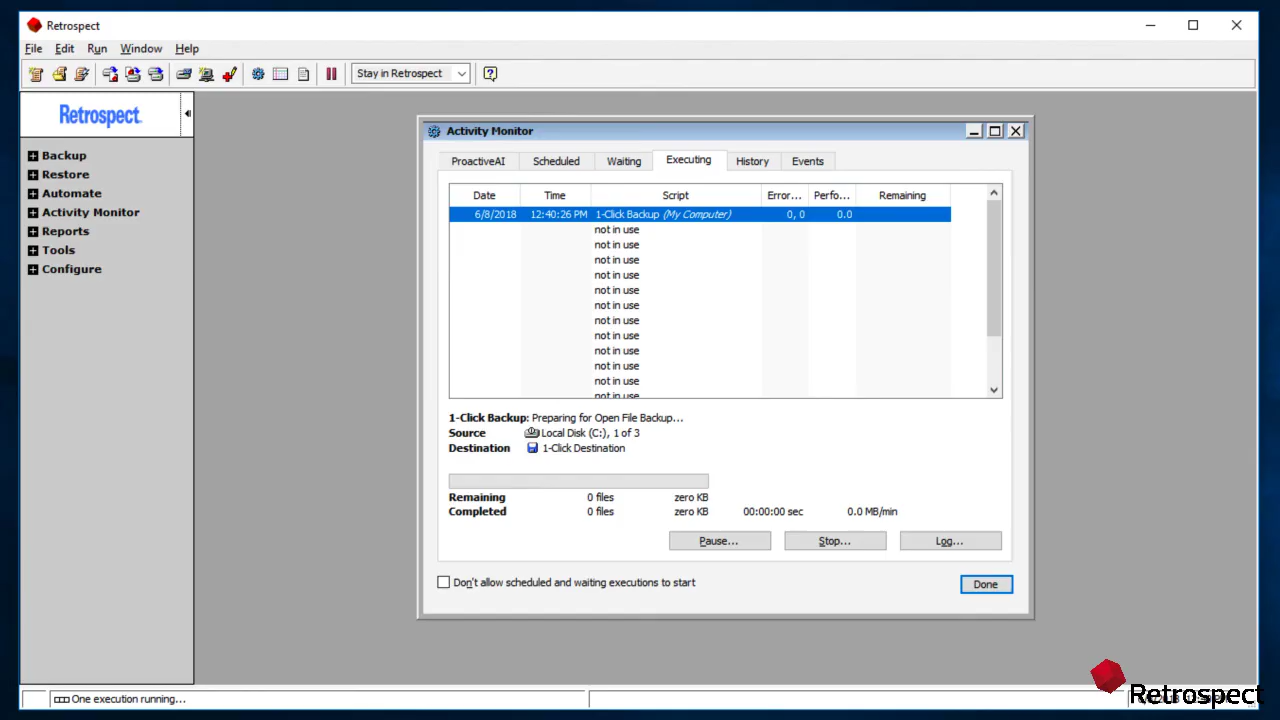 Retrospect
File Edit Run Window Help
Stay in Retrospect
Retrospect
Backup
Restore
Automate
Activity Monitor
Reports
Tools
Configure
Activity Monitor
ProactiveAI Scheduled Waiting Executing History Events
Date Time Script Error... Perfo... Remaining
6/8/2018 12:40:26 PM 1-Click Backup (My Computer) 0, 0 0.0
not in use
not in use
not in use
not in use
not in use
not in use
not in use
not in use
not in use
not in use
not in use
not in use
1-Click Backup: Preparing for Open File Backup...
Source Local Disk (C:), 1 of 3
Destination 1-Click Destination
Remaining 0 files zero KB
Completed 0 files zero KB 00:00:00 sec 0.0 MB/min
Pause... Stop... Log...
Don't allow scheduled and waiting executions to start
Done
One execution running...
Retrospect